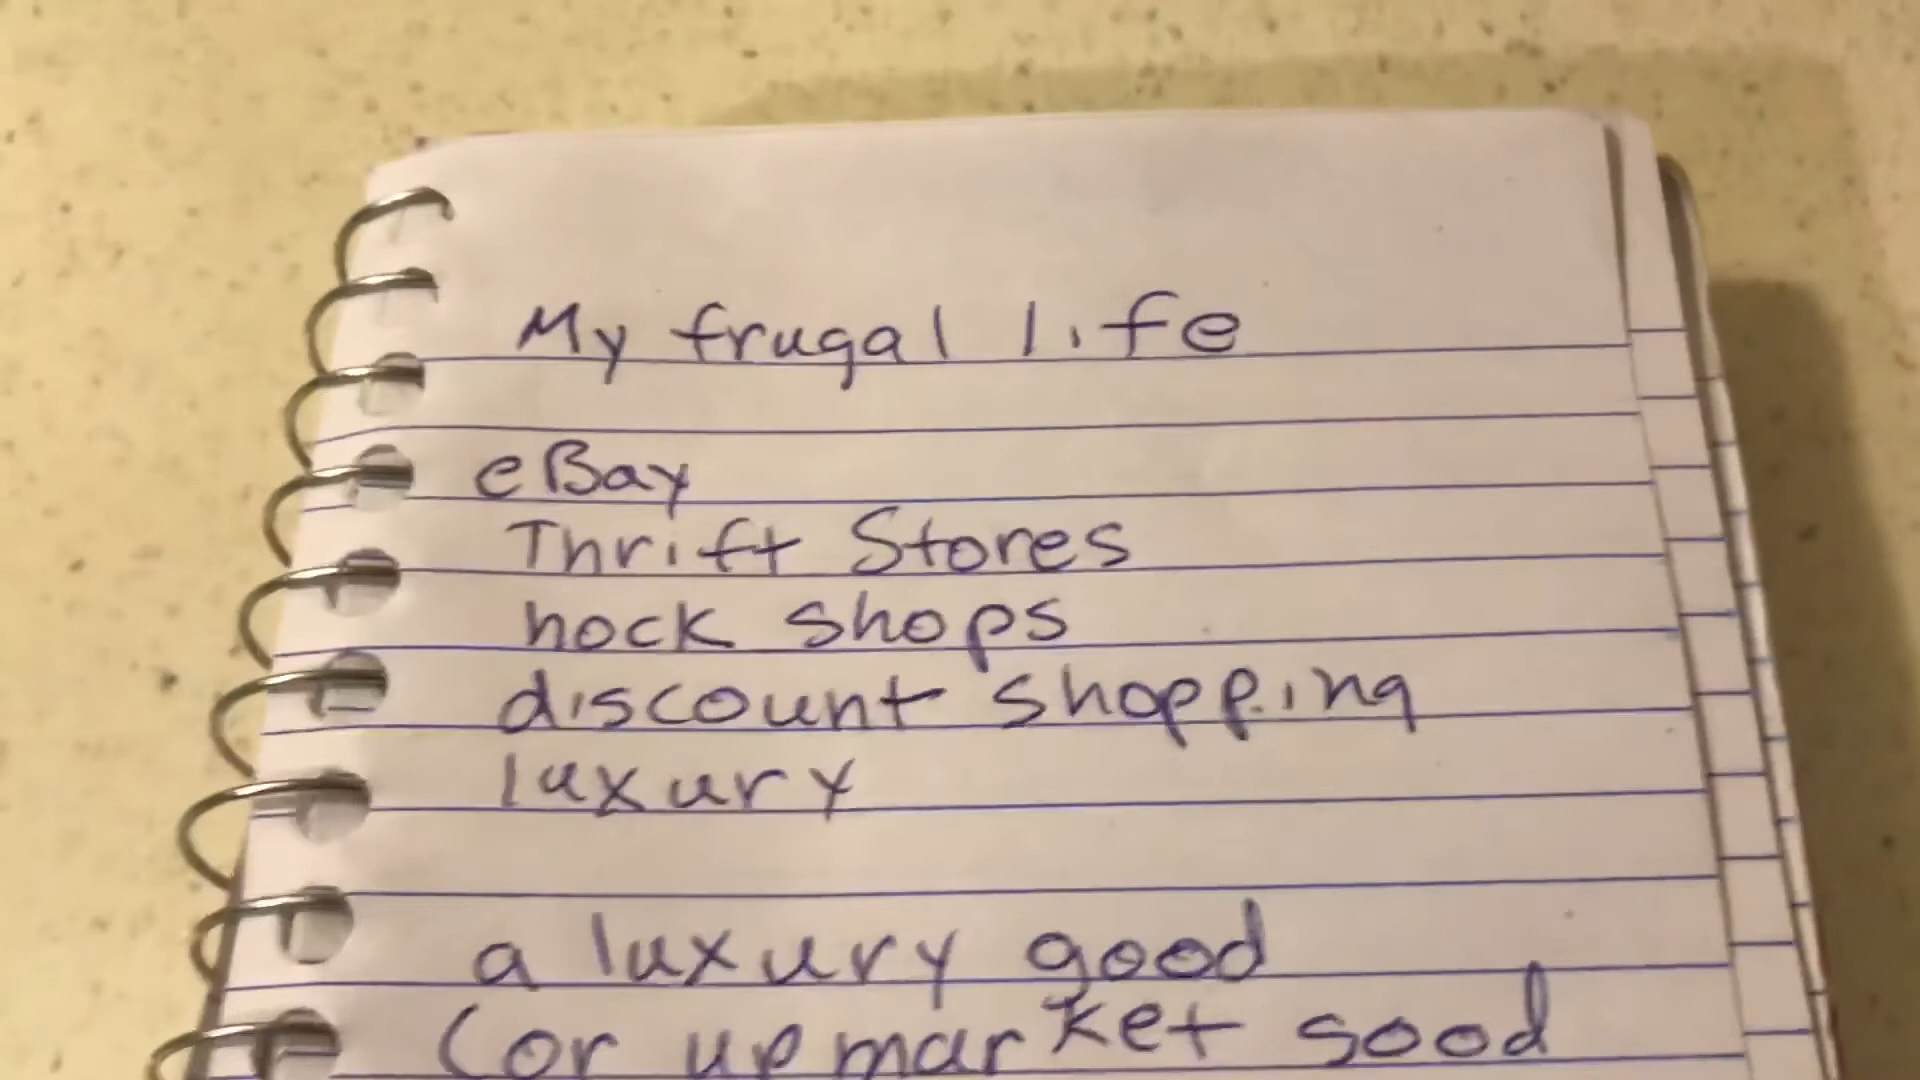 My frugal life
eBay
Thrift Stores
hock shops
discount shopping
luxury
a luxury good
(or upmarket good